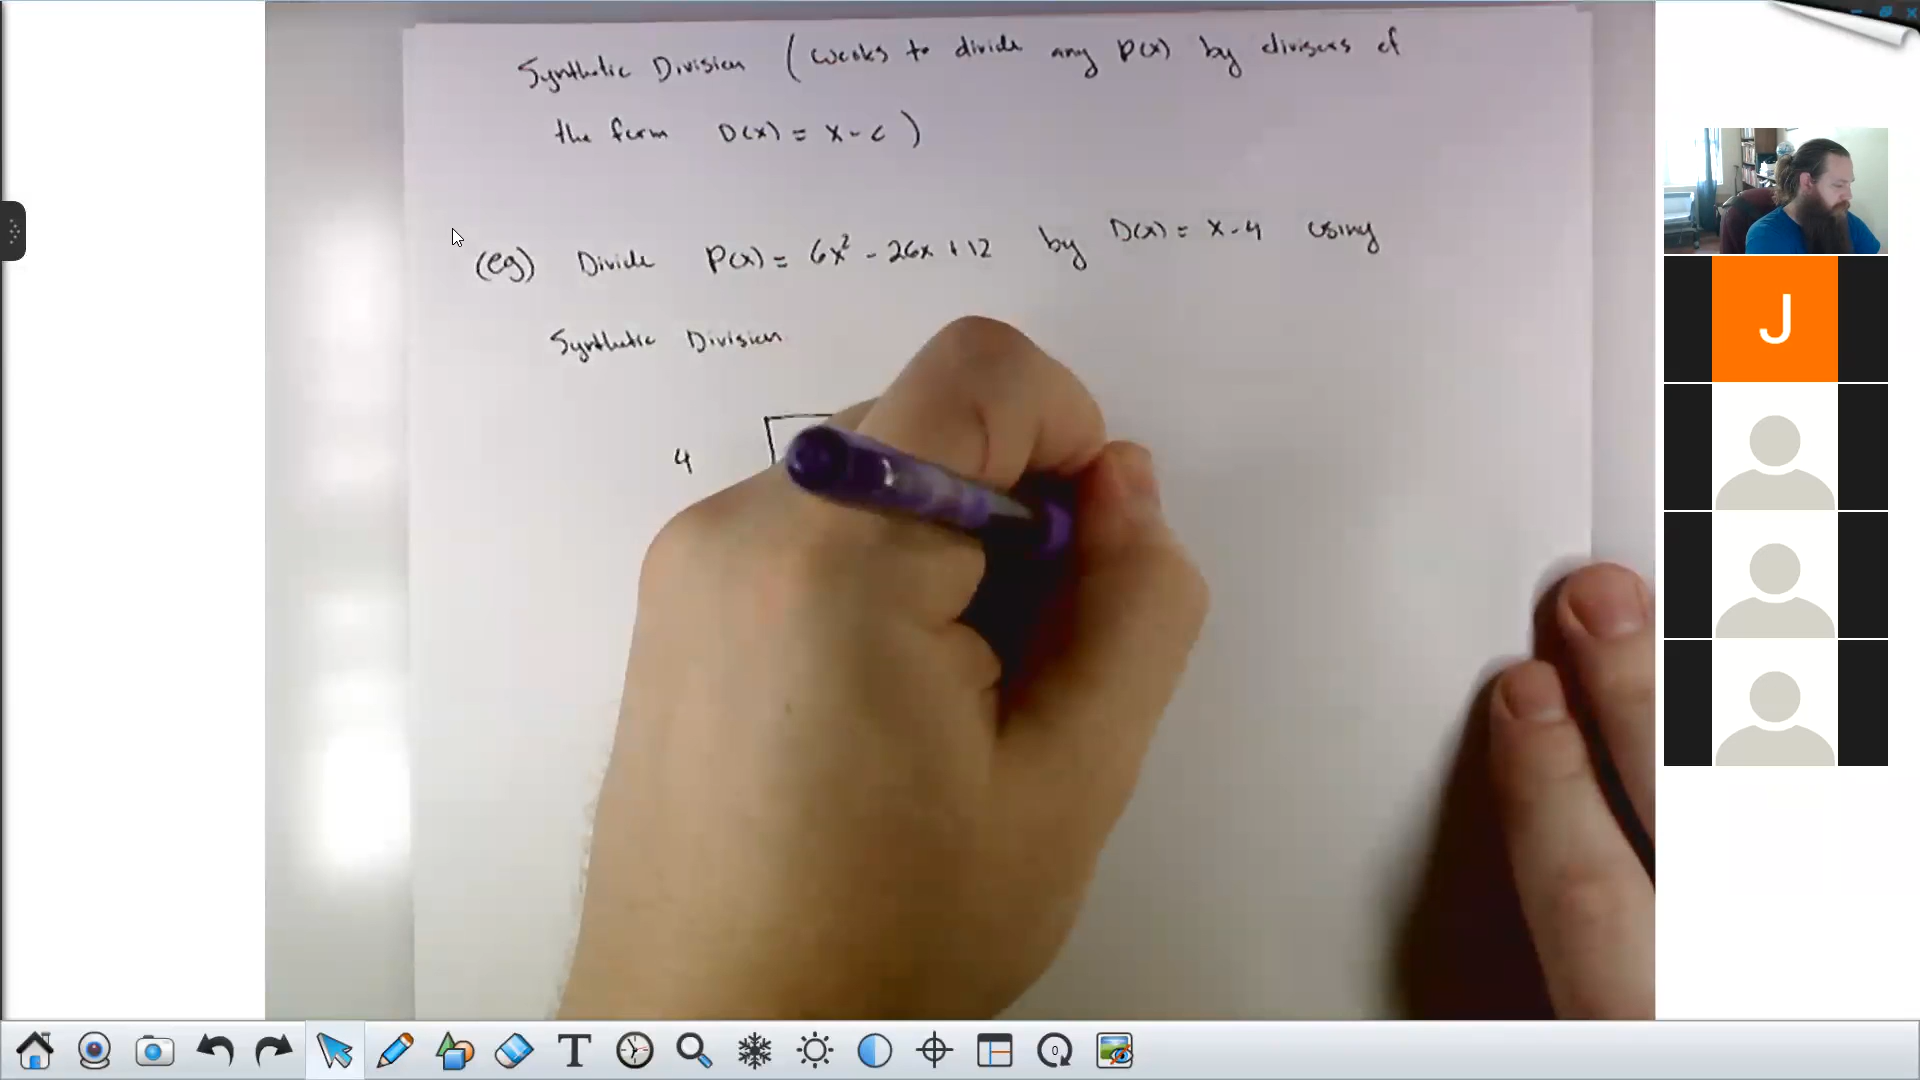 Synthetic Division (works to divide any P(x) by divisors of
the form D(x) = x - c )
(eg) Divide P(x) = 6x² - 26x + 12 by D(x) = x - 4 using
Synthetic Division
4
J
T
0